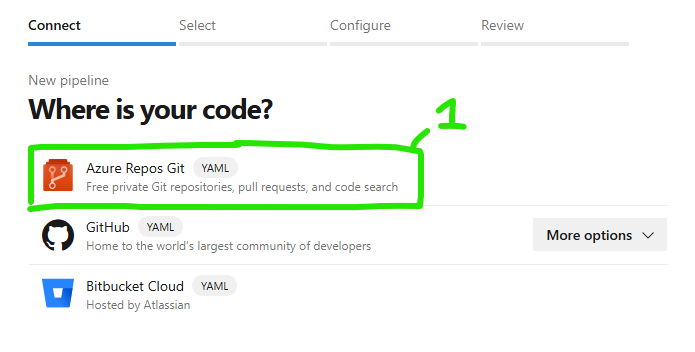 Connect Select Configure Review
New pipeline
Where is your code?
1
Azure Repos Git YAML
Free private Git repositories, pull requests, and code search
GitHub YAML
Home to the world's largest community of developers
More options
Bitbucket Cloud YAML
Hosted by Atlassian